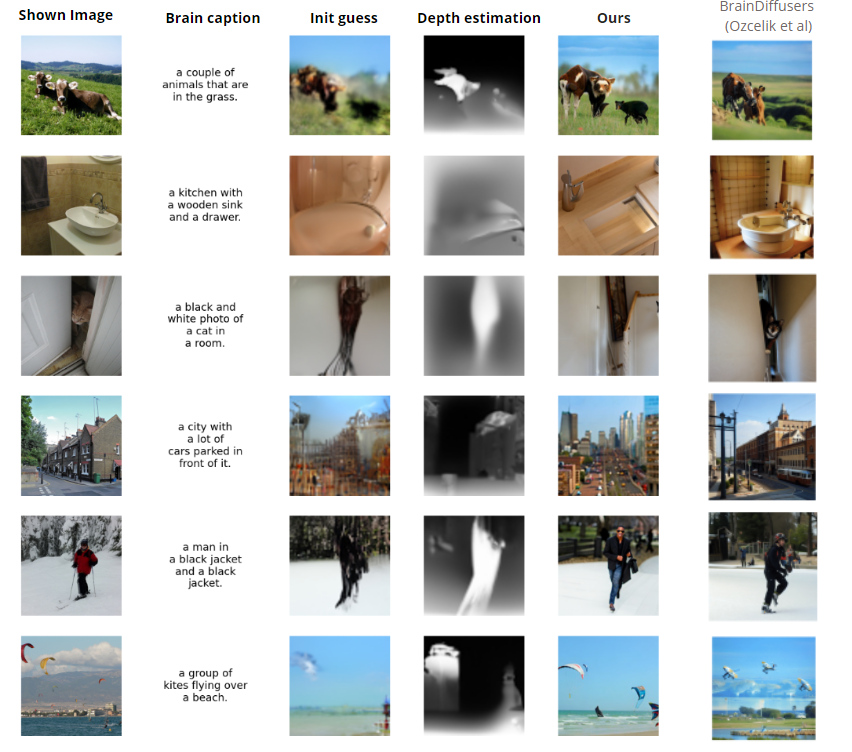 Shown Image
Brain caption
Init guess
Depth estimation
Ours
BrainDiffusers
(Ozcelik et al)
a couple of
animals that are
in the grass.
a kitchen with
a wooden sink
and a drawer.
a black and
white photo of
a cat in
a room.
a city with
a lot of
cars parked in
front of it.
a man in
a black jacket
and a black
jacket.
a group of
kites flying over
a beach.